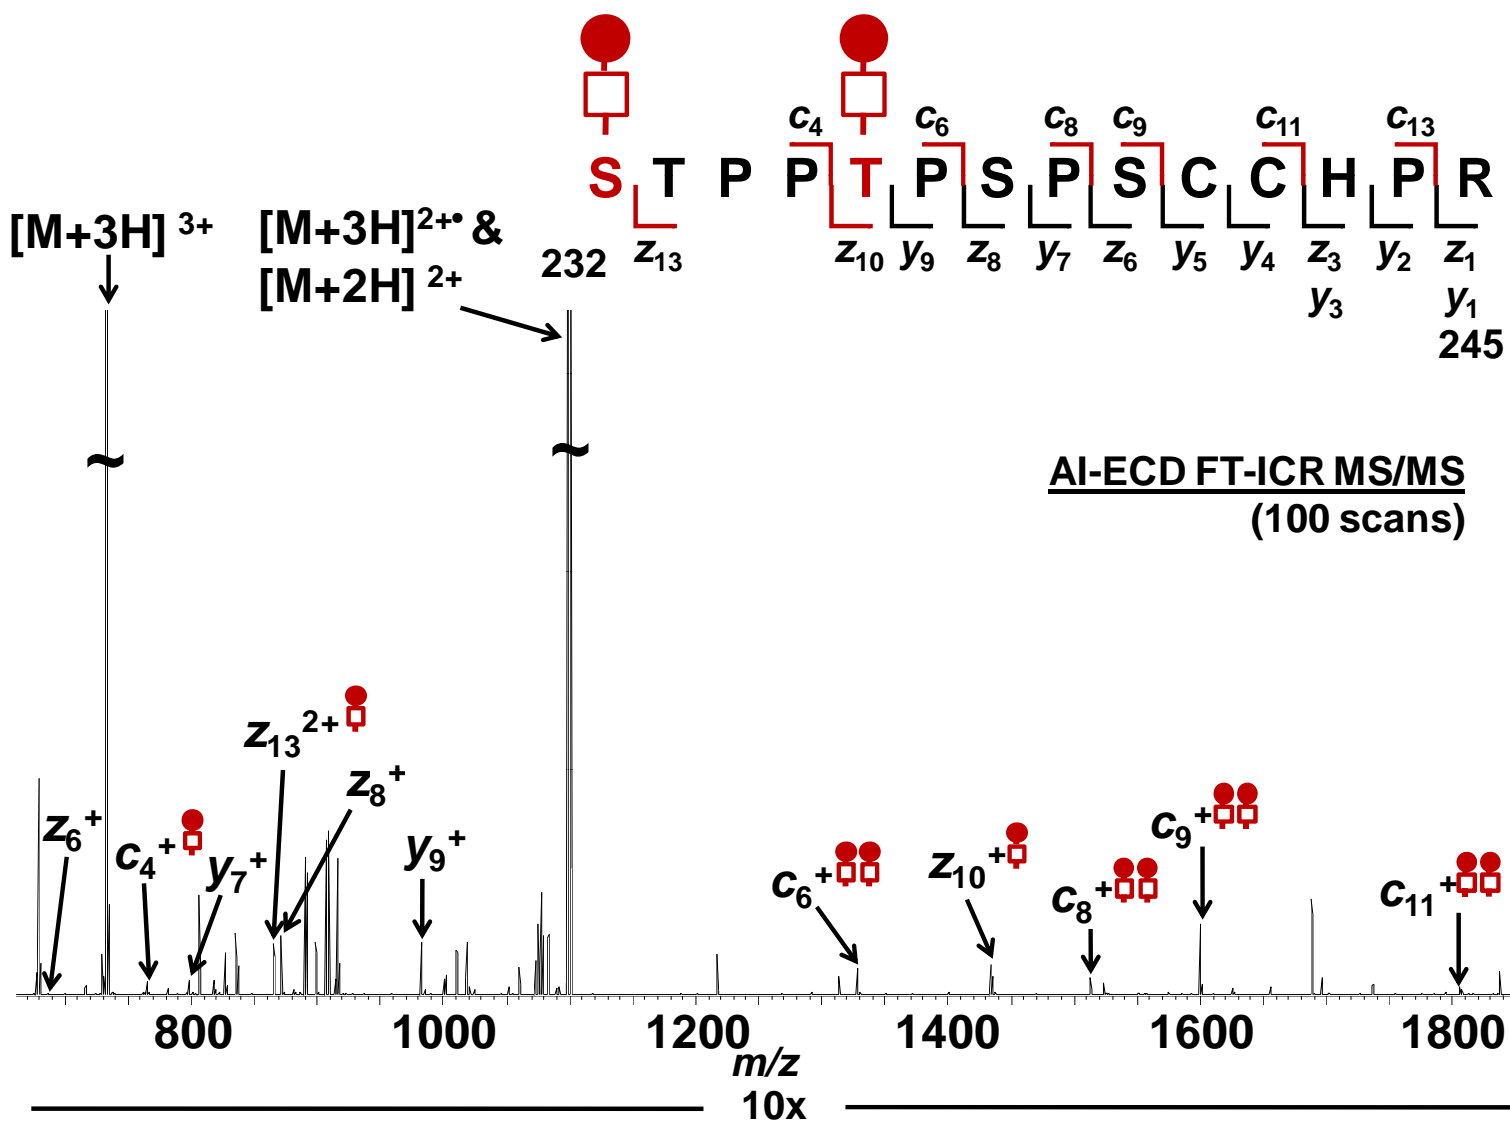 c4 c6 c8 c9 c11 c13
S T P P T P S P S C C H P R
z13 z10 y9 z8 y7 z6 y5 y4 z3 y2 z1
y3 y1
232 245
[M+3H] 3+
[M+3H]2+• &
[M+2H] 2+
AI-ECD FT-ICR MS/MS
(100 scans)
~ ~
z6+
c4+
y7+
z13 2+
z8+
y9+
c6+
z10+
c8+
c9+
c11+
800 1000 1200 1400 1600 1800
m/z
10x